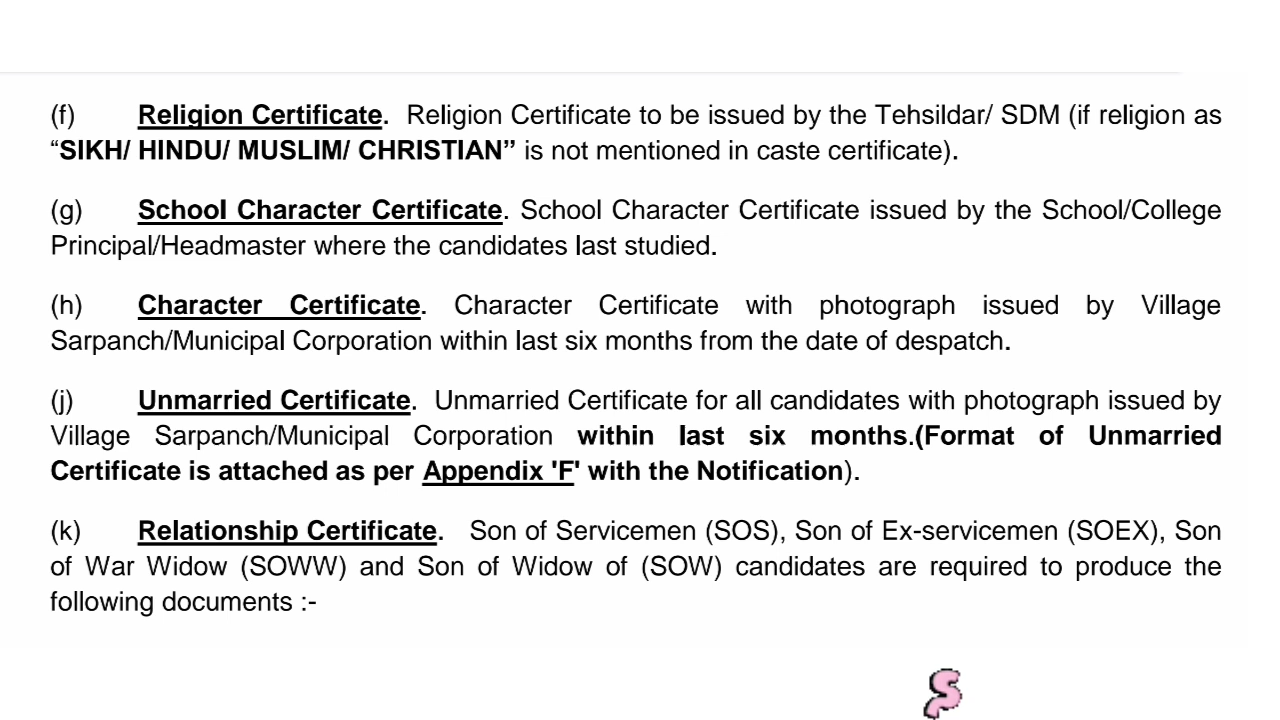 (f) Religion Certificate. Religion Certificate to be issued by the Tehsildar/ SDM (if religion as
“SIKH/ HINDU/ MUSLIM/ CHRISTIAN” is not mentioned in caste certificate).
(g) School Character Certificate. School Character Certificate issued by the School/College
Principal/Headmaster where the candidates last studied.
(h) Character Certificate. Character Certificate with photograph issued by Village
Sarpanch/Municipal Corporation within last six months from the date of despatch.
(j) Unmarried Certificate. Unmarried Certificate for all candidates with photograph issued by
Village Sarpanch/Municipal Corporation within last six months.(Format of Unmarried
Certificate is attached as per Appendix 'F' with the Notification).
(k) Relationship Certificate. Son of Servicemen (SOS), Son of Ex-servicemen (SOEX), Son
of War Widow (SOWW) and Son of Widow of (SOW) candidates are required to produce the
following documents :-
S